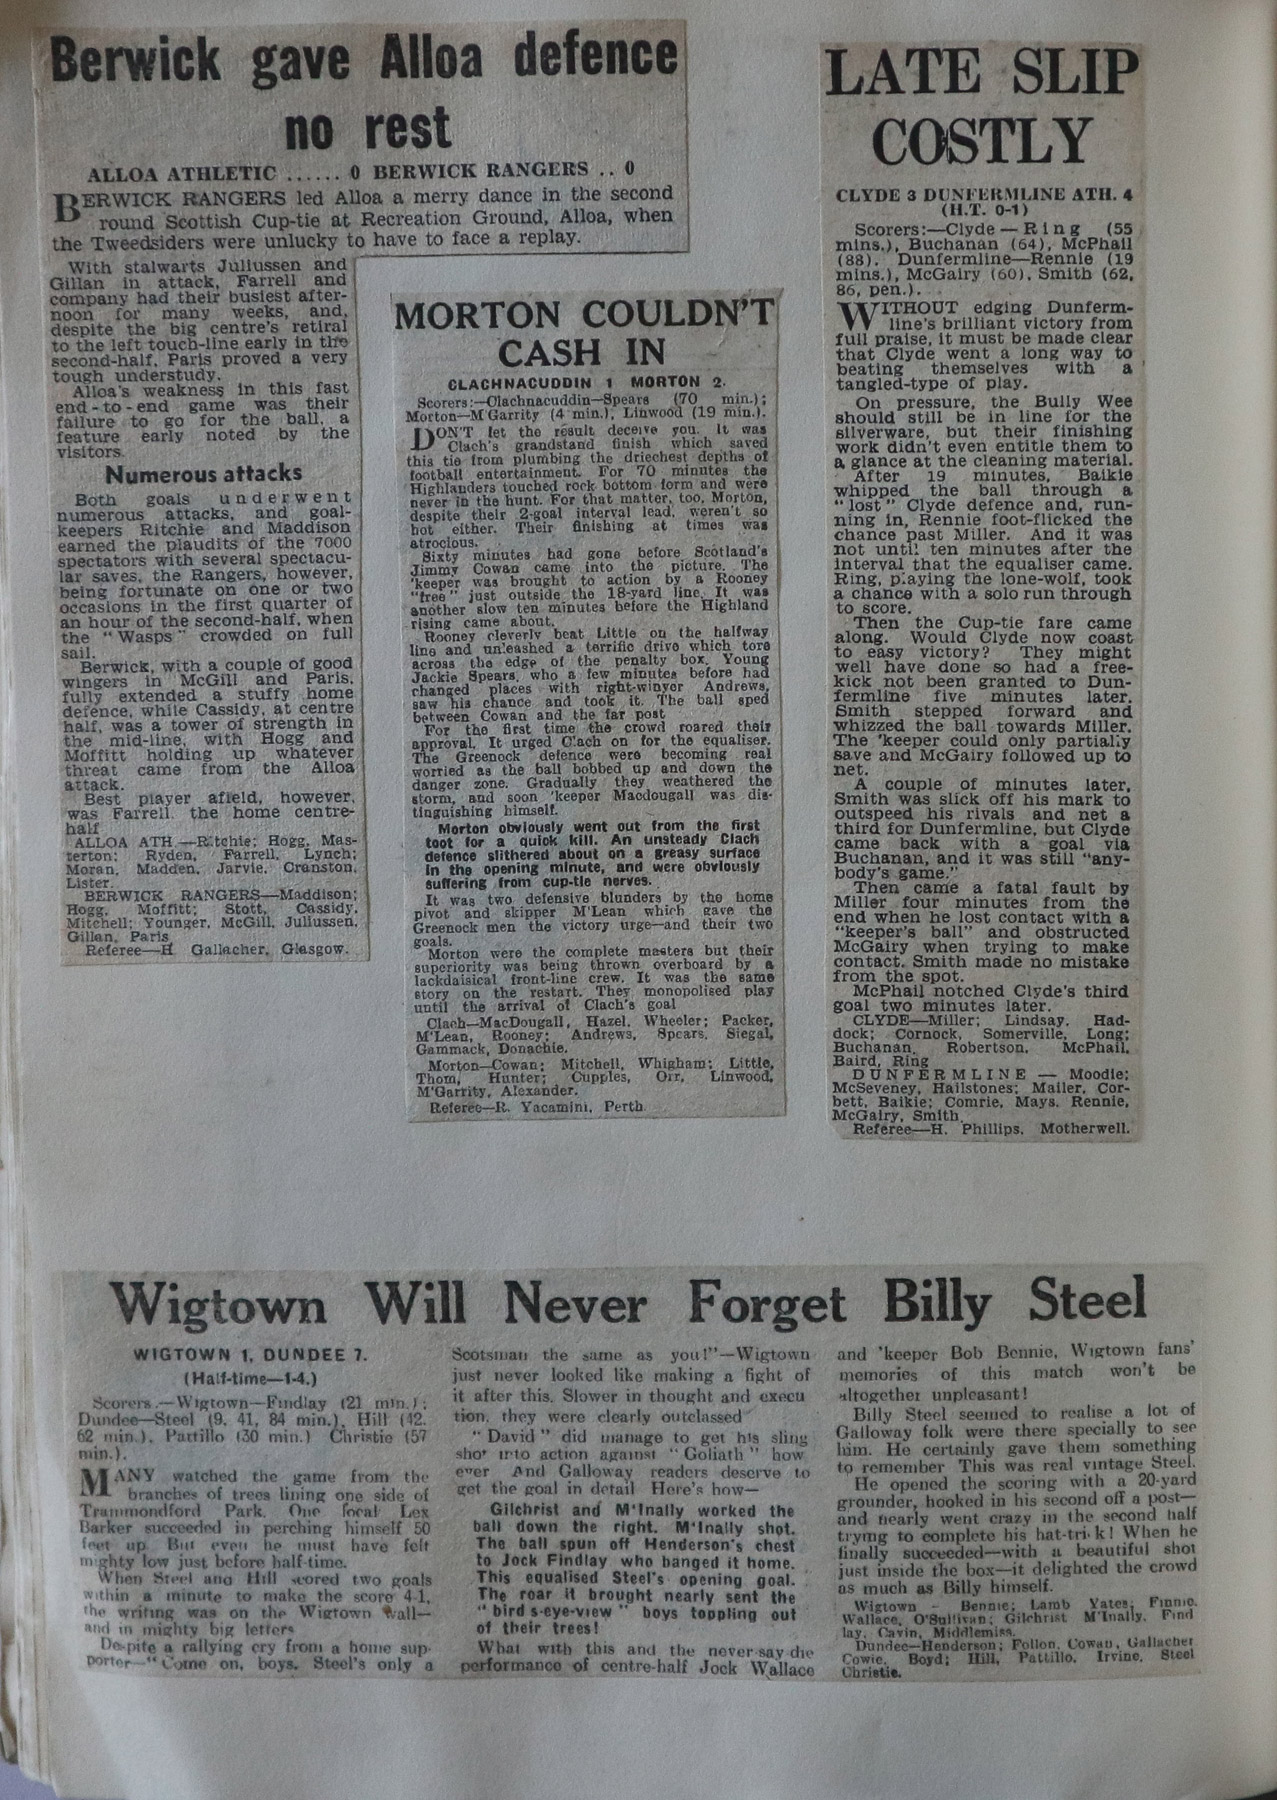 Berwick gave Alloa defence
no rest
ALLOA ATHLETIC ...... 0 BERWICK RANGERS .. 0
BERWICK RANGERS led Alloa a merry dance in the second
round Scottish Cup-tie at Recreation Ground, Alloa, when
the Tweedsiders were unlucky to have to face a replay.
With stalwarts Juliussen and
Gillan in attack, Farrell and
company had their busiest after-
noon for many weeks, and,
despite the big centre's retiral
to the left touch-line early in the
second-half, Paris proved a very
tough understudy.
Alloa's weakness in this fast
end-to-end game was their
failure to go for the ball, a
feature early noted by the
visitors.
Numerous attacks
Both goals underwent
numerous attacks, and goal-
keepers Ritchie and Maddison
earned the plaudits of the 7000
spectators with several spectacu-
lar saves, the Rangers, however,
being fortunate on one or two
occasions in the first quarter of
an hour of the second-half, when
the "Wasps" crowded on full
sail.
Berwick, with a couple of good
wingers in McGill and Paris,
fully extended a stuffy home
defence, while Cassidy, at centre
half, was a tower of strength in
the mid-line, with Hogg and
Moffitt holding up whatever
threat came from the Alloa
attack.
Best player afield, however,
was Farrell, the home centre-
half
ALLOA ATH.—Ritchie; Hogg, Mas-
terton; Ryden, Farrell, Lynch;
Moran, Madden, Jarvie, Cranston,
Lister.
BERWICK RANGERS—Maddison;
Hogg, Moffitt; Stott, Cassidy,
Mitchell; Younger, McGill, Juliussen,
Gillan, Paris
Referee—H. Gallacher, Glasgow.
MORTON COULDN'T
CASH IN
CLACHNACUDDIN 1 MORTON 2.
Scorers:—Clachnacuddin—Spears (70 min.);
Morton—M'Garrity (4 min.), Linwood (19 min.).
DON'T let the result deceive you. It was
Clach's grandstand finish which saved
this tie from plumbing the driechest depths of
football entertainment. For 70 minutes the
Highlanders touched rock bottom form and were
never in the hunt. For that matter, too, Morton,
despite their 2-goal interval lead, weren't so
hot either. Their finishing at times was
atrocious.
Sixty minutes had gone before Scotland's
Jimmy Cowan came into the picture. The
'keeper was brought to action by a Rooney
"free" just outside the 18-yard line. It was
another slow ten minutes before the Highland
rising came about.
Rooney cleverly beat Little on the halfway
line and unleashed a terrific drive which tore
across the edge of the penalty box. Young
Jackie Spears, who a few minutes before had
changed places with right-winger Andrews,
saw his chance and took it. The ball sped
between Cowan and the far post
For the first time the crowd roared their
approval. It urged Clach on for the equaliser.
The Greenock defence were becoming real
worried as the ball bobbed up and down the
danger zone. Gradually they weathered the
storm, and soon 'keeper Macdougall was dis-
tinguishing himself.
Morton obviously went out from the first
toot for a quick kill. An unsteady Clach
defence slithered about on a greasy surface
in the opening minute, and were obviously
suffering from cup-tie nerves.
It was two defensive blunders by the home
pivot and skipper M'Lean which gave the
Greenock men the victory urge—and their two
goals.
Morton were the complete masters but their
superiority was being thrown overboard by a
lackdaisical front-line crew. It was the same
story on the restart. They monopolised play
until the arrival of Clach's goal
Clach—MacDougall, Hazel, Wheeler; Packer,
M'Lean, Rooney; Andrews, Spears, Siegal,
Gammack, Donachie.
Morton—Cowan; Mitchell, Whigham; Little,
Thom, Hunter; Cupples, Orr, Linwood,
M'Garrity, Alexander.
Referee—R. Yacamini, Perth
LATE SLIP
COSTLY
CLYDE 3 DUNFERMLINE ATH. 4
(H.T. 0-1)
Scorers:—Clyde—Ring (55
mins.), Buchanan (64), McPhail
(88). Dunfermline—Rennie (19
mins.), McGairy (60), Smith (62,
86, pen.).
WITHOUT edging Dunferm-
line's brilliant victory from
full praise, it must be made clear
that Clyde went a long way to
beating themselves with a
tangled-type of play.
On pressure, the Bully Wee
should still be in line for the
silverware, but their finishing
work didn't even entitle them to
a glance at the cleaning material.
After 19 minutes, Baikie
whipped the ball through a
"lost" Clyde defence and, run-
ning in, Rennie foot-flicked the
chance past Miller. And it was
not until ten minutes after the
interval that the equaliser came.
Ring, playing the lone-wolf, took
a chance with a solo run through
to score.
Then the Cup-tie fare came
along. Would Clyde now coast
to easy victory? They might
well have done so had a free-
kick not been granted to Dun-
fermline five minutes later.
Smith stepped forward and
whizzed the ball towards Miller.
The 'keeper could only partially
save and McGairy followed up to
net.
A couple of minutes later,
Smith was slick off his mark to
outspeed his rivals and net a
third for Dunfermline, but Clyde
came back with a goal via
Buchanan, and it was still "any-
body's game."
Then came a fatal fault by
Miller four minutes from the
end when he lost contact with a
"keeper's ball" and obstructed
McGairy when trying to make
contact. Smith made no mistake
from the spot.
McPhail notched Clyde's third
goal two minutes later.
CLYDE—Miller; Lindsay, Had-
dock; Cornock, Somerville, Long;
Buchanan, Robertson, McPhail,
Baird, Ring
DUNFERMLINE — Moodie;
McSeveney, Hailstones; Mailer, Cor-
bett, Baikie; Comrie, Mays, Rennie,
McGairy, Smith
Referee—H. Phillips, Motherwell.
Wigtown Will Never Forget Billy Steel
WIGTOWN 1, DUNDEE 7.
(Half-time—1-4.)
Scorers.—Wigtown—Findlay (21 min.);
Dundee—Steel (9, 41, 84 min.), Hill (42,
62 min.), Pattillo (30 min.) Christie (57
min.).
MANY watched the game from the
branches of trees lining one side of
Trammondford Park. One local Lex
Barker succeeded in perching himself 50
feet up. But even he must have felt
mighty low just before half-time.
When Steel and Hill scored two goals
within a minute to make the score 4-1,
the writing was on the Wigtown wall—
and in mighty big letters
Despite a rallying cry from a home sup-
porter—"Come on, boys. Steel's only a
Scotsman the same as you!"—Wigtown
just never looked like making a fight of
it after this. Slower in thought and execu
tion, they were clearly outclassed
"David" did manage to get his sling
shot into action against "Goliath" how
ever And Galloway readers deserve to
get the goal in detail Here's how—
Gilchrist and M'Inally worked the
ball down the right. M'Inally shot.
The ball spun off Henderson's chest
to Jock Findlay who banged it home.
This equalised Steel's opening goal.
The roar it brought nearly sent the
"bird s-eye-view" boys toppling out
of their trees!
What with this and the never-say-die
performance of centre-half Jock Wallace
and 'keeper Bob Bennie, Wigtown fans'
memories of this match won't be
altogether unpleasant!
Billy Steel seemed to realise a lot of
Galloway folk were there specially to see
him. He certainly gave them something
to remember This was real vintage Steel.
He opened the scoring with a 20-yard
grounder, hooked in his second off a post—
and nearly went crazy in the second half
trying to complete his hat-trick! When he
finally succeeded—with a beautiful shot
just inside the box—it delighted the crowd
as much as Billy himself.
Wigtown - Bennie; Lamb Yates; Finnie,
Wallace, O'Sullivan; Gilchrist M'Inally, Find
lay, Cavin, Middlemiss.
Dundee—Henderson; Follon, Cowan, Gallacher
Cowie, Boyd; Hill, Pattillo, Irvine, Steel
Christie.